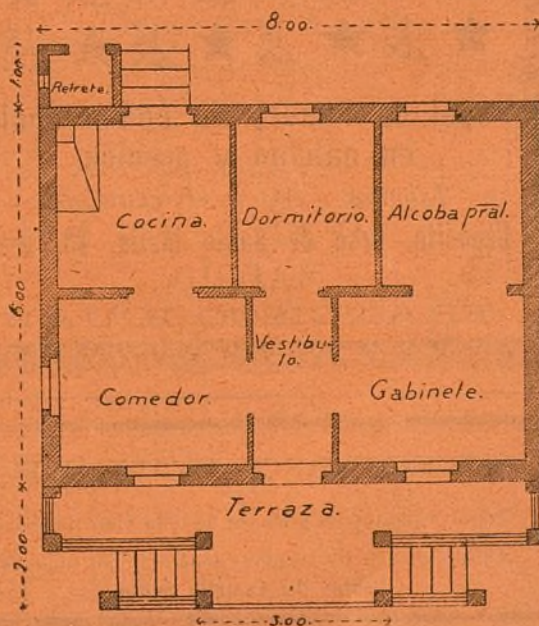 8.00.
1.00.
Retrete.
Cocina. Dormitorio. Alcoba pral.
6.00
Vestibu-
lo.
Comedor. Gabinete.
Terraza.
2.00.
3.00.